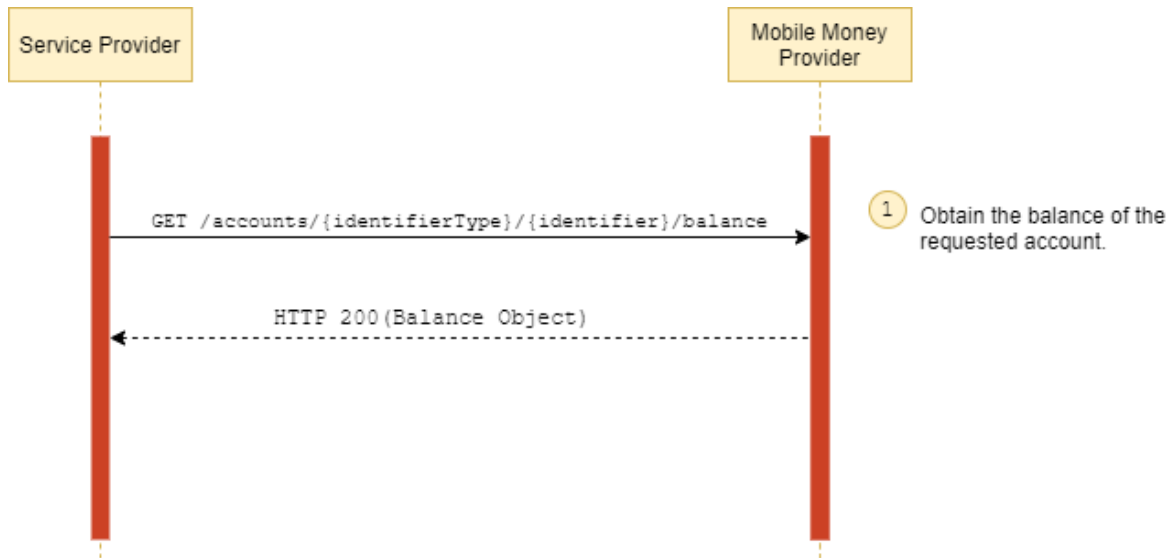 Service Provider
Mobile Money
Provider
GET /accounts/{identifierType}/{identifier}/balance
1
Obtain the balance of the
requested account.
HTTP 200(Balance Object)